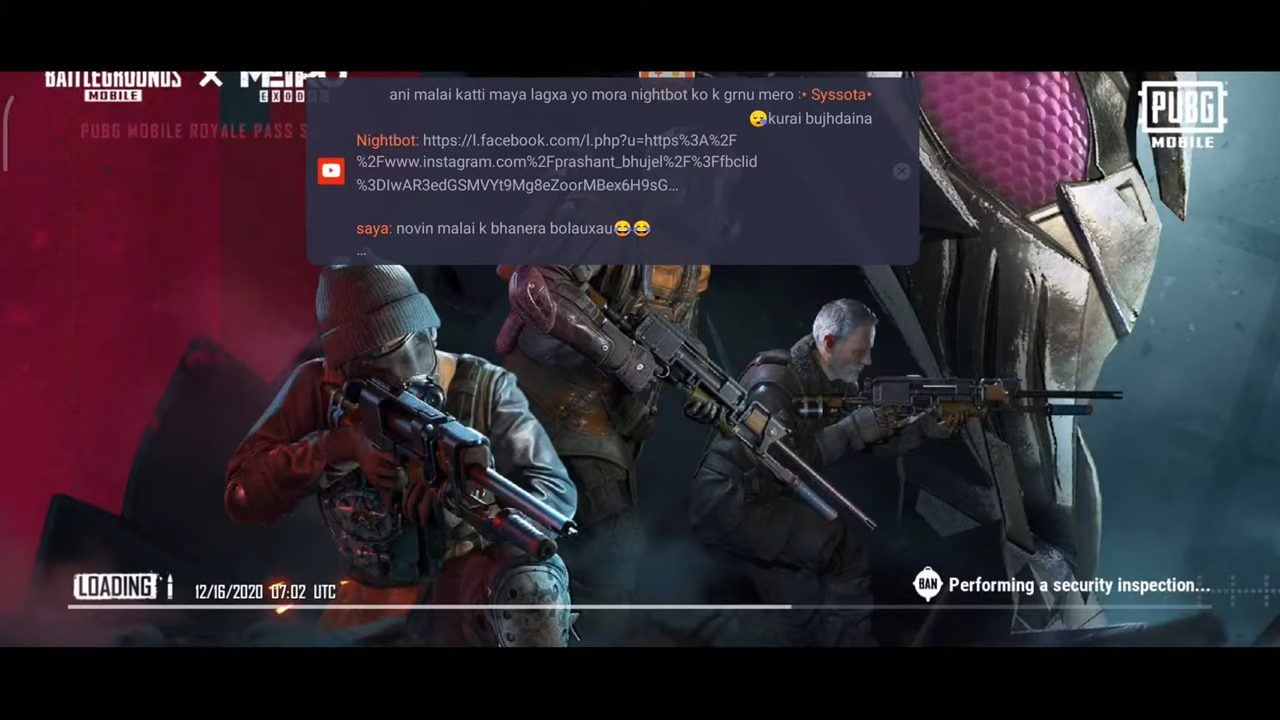 BATTLEGROUNDS X METRO
MOBILE EXODUS
PUBG MOBILE ROYALE PASS S
PUBG
MOBILE
ani malai katti maya lagxa yo mora nightbot ko k grnu mero :• Syssota•
😪kurai bujhdaina
Nightbot: https://l.facebook.com/l.php?u=https%3A%2F
%2Fwww.instagram.com%2Fprashant_bhujel%2F%3Ffbclid
%3DIwAR3edGSMVYt9Mg8eZoorMBex6H9sG...
saya: novin malai k bhanera bolauxau😂😂
...
LOADING 12/16/2020 07:02 UTC
BAN Performing a security inspection...